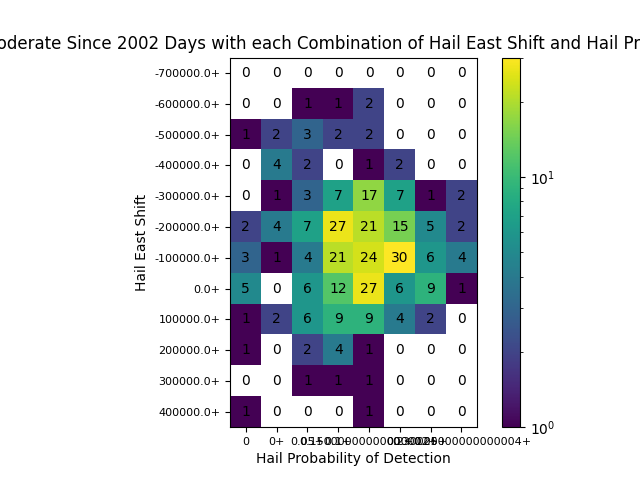 oderate Since 2002 Days with each Combination of Hail East Shift and Hail Pr
-700000.0+ 0 0 0 0 0 0 0 0
-600000.0+ 0 0 1 1 2 0 0 0
-500000.0+ 1 2 3 2 2 0 0 0
-400000.0+ 0 4 2 0 1 2 0 0
-300000.0+ 0 1 3 7 17 7 1 2
-200000.0+ 2 4 7 27 21 15 5 2
-100000.0+ 3 1 4 21 24 30 6 4
0.0+ 5 0 6 12 27 6 9 1
100000.0+ 1 2 6 9 9 4 2 0
200000.0+ 1 0 2 4 1 0 0 0
300000.0+ 0 0 1 1 1 0 0 0
400000.0+ 1 0 0 0 1 0 0 0
0 0+
Hail Probability of Detection
Hail East Shift
10¹
10⁰